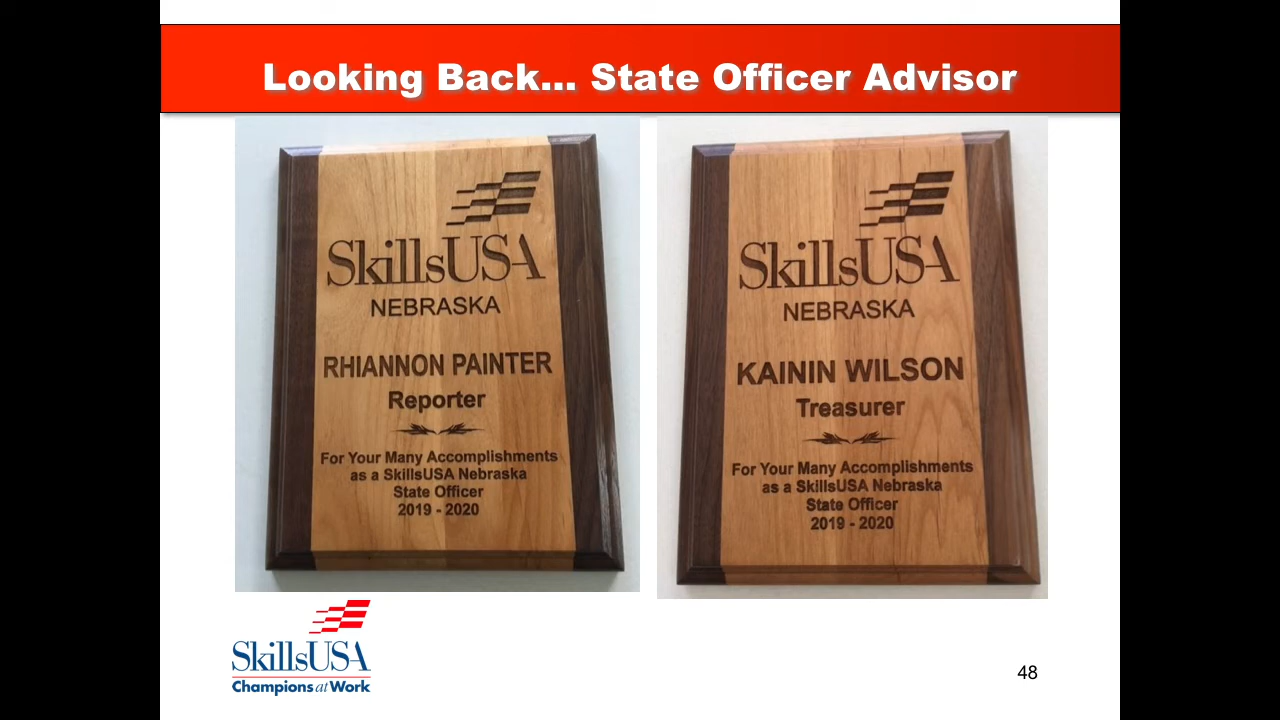 Looking Back... State Officer Advisor
SkillsUSA
NEBRASKA
RHIANNON PAINTER
Reporter
For Your Many Accomplishments
as a SkillsUSA Nebraska
State Officer
2019 - 2020
SkillsUSA
NEBRASKA
KAININ WILSON
Treasurer
For Your Many Accomplishments
as a SkillsUSA Nebraska
State Officer
2019 - 2020
SkillsUSA
Champions at Work
48